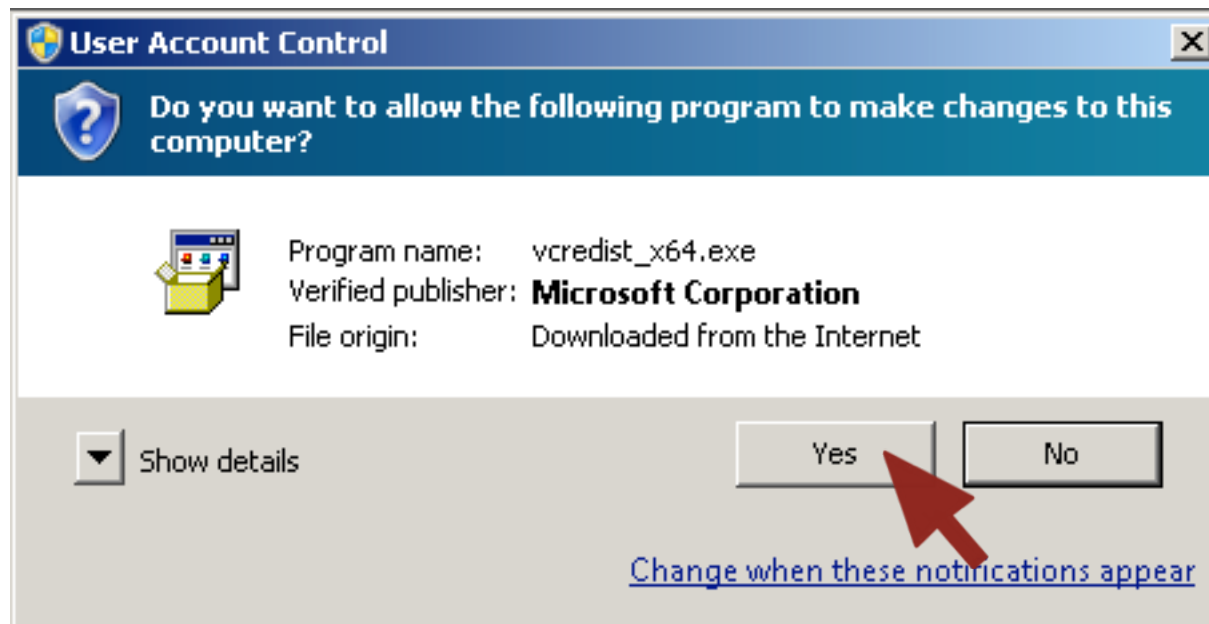 User Account Control
Do you want to allow the following program to make changes to this
computer?
Program name: vcredist_x64.exe
Verified publisher: Microsoft Corporation
File origin: Downloaded from the Internet
Show details
Yes No
Change when these notifications appear